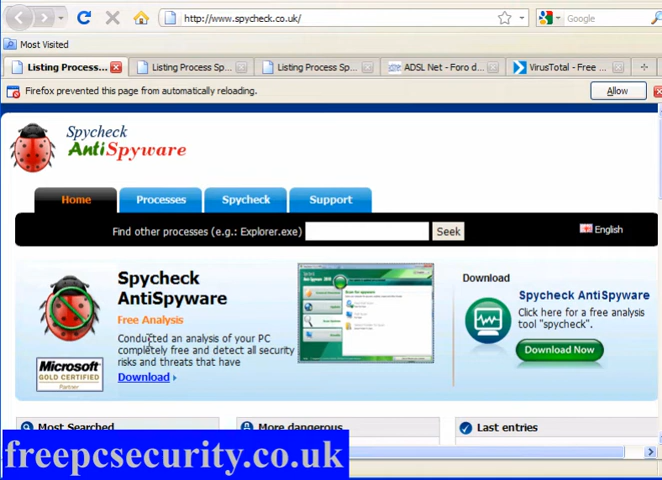 http://www.spycheck.co.uk/
Google
Most Visited
Listing Process...
Listing Process Sp...
Listing Process Sp...
ADSL Net - Foro d...
VirusTotal - Free ...
Firefox prevented this page from automatically reloading.
Allow
Spycheck
AntiSpyware
Home
Processes
Spycheck
Support
Find other processes (e.g.: Explorer.exe)
Seek
English
Spycheck
AntiSpyware
Free Analysis
Conducted an analysis of your PC
completely free and detect all security
risks and threats that have
Download
Microsoft
GOLD CERTIFIED
Partner
Download
Spycheck AntiSpyware
Click here for a free analysis
tool "spycheck".
Download Now
Most Searched
More dangerous
Last entries
freepcsecurity.co.uk